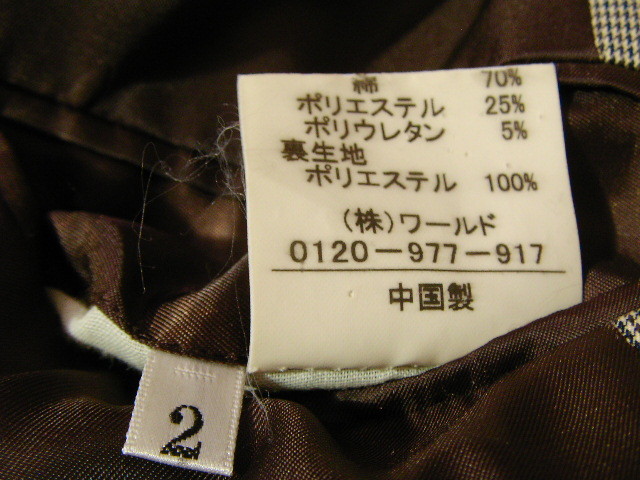 綿 70%
ポリエステル 25%
ポリウレタン 5%
裏生地
ポリエステル 100%
(株)ワールド
0120-977-917
中国製
2